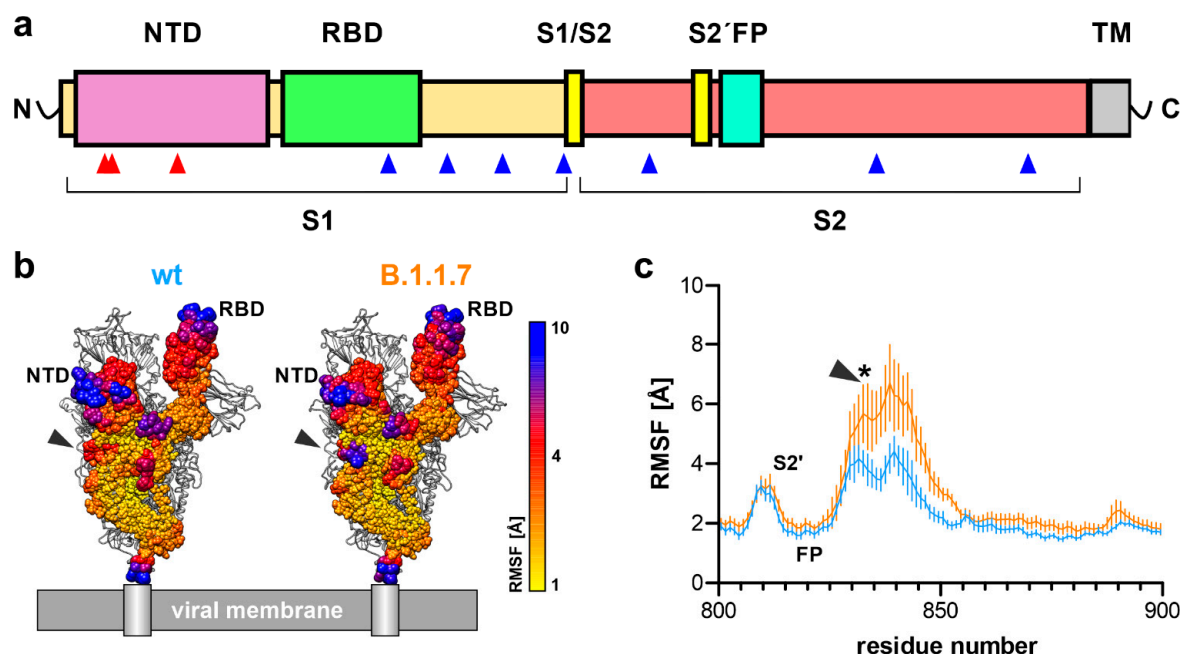 a
NTD RBD S1/S2 S2´FP TM
N C
S1 S2
b
wt B.1.1.7
RBD RBD
NTD NTD
10
4
1
RMSF [Å]
viral membrane
c
10
8
6
4
2
0
RMSF [Å]
*
S2'
FP
800 850 900
residue number